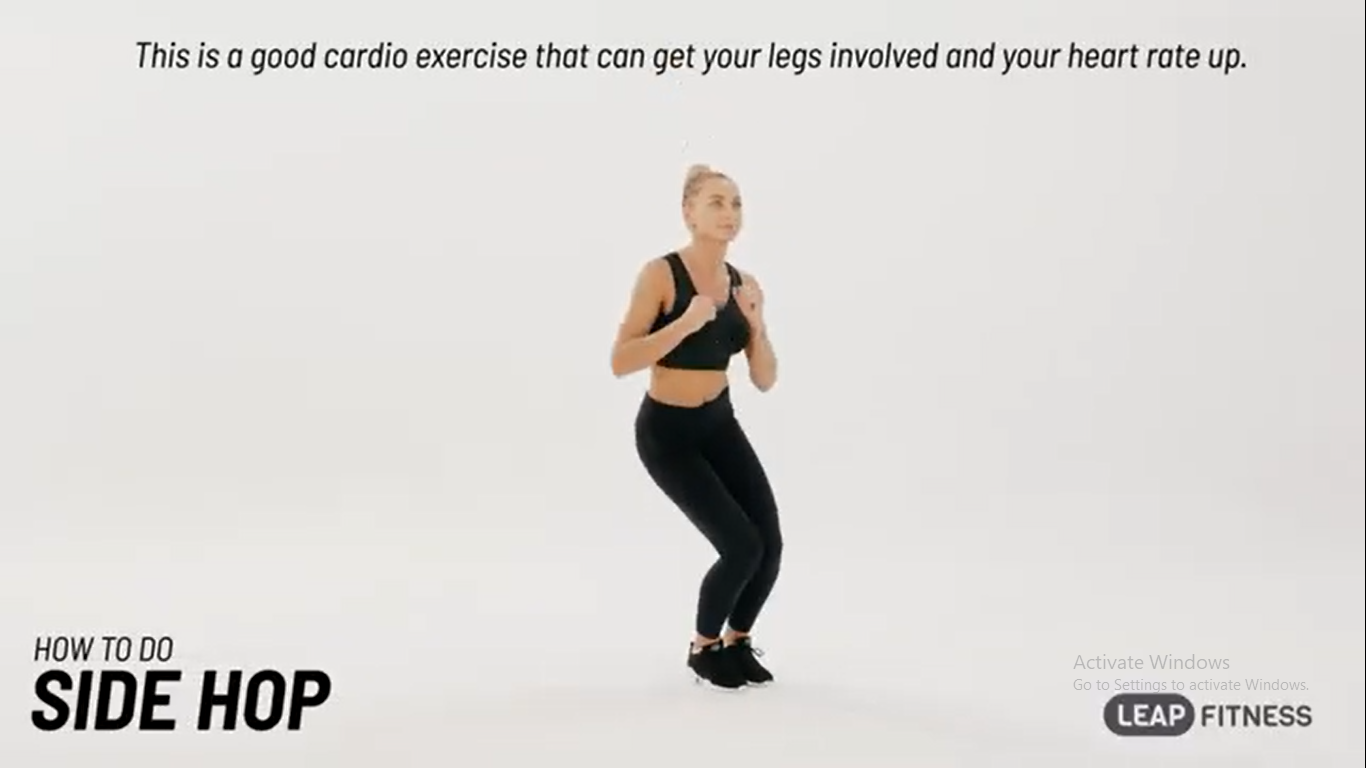 This is a good cardio exercise that can get your legs involved and your heart rate up.
HOW TO DO
SIDE HOP
Activate Windows
Go to Settings to activate Windows.
LEAP FITNESS